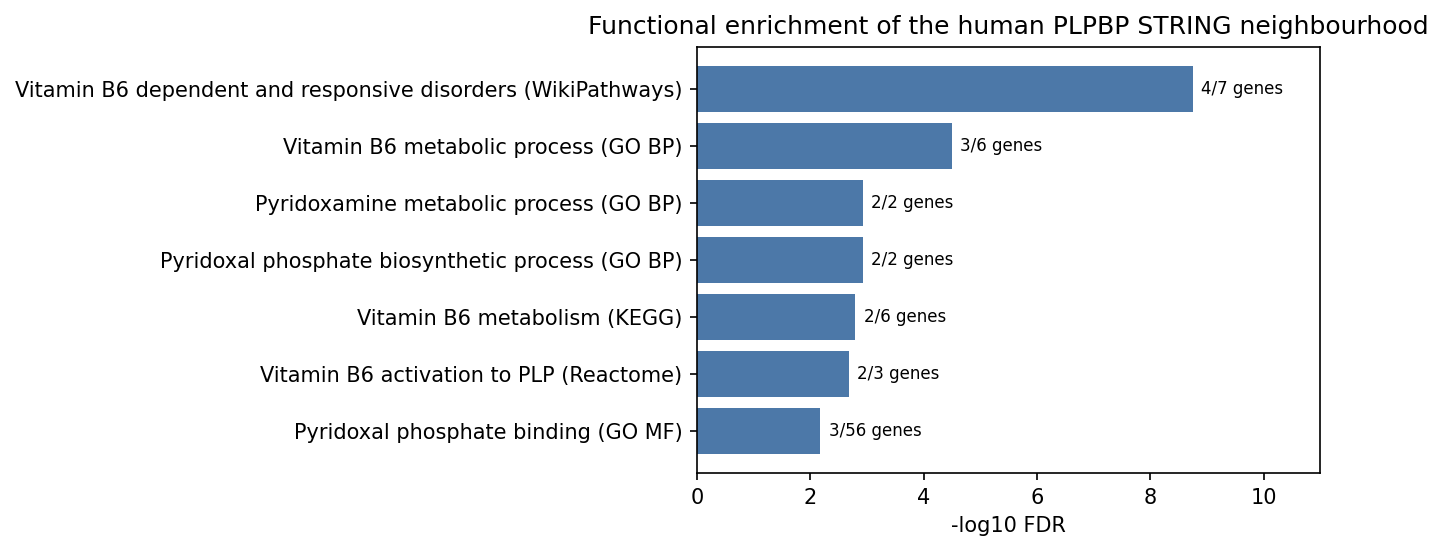 Functional enrichment of the human PLPBP STRING neighbourhood
Vitamin B6 dependent and responsive disorders (WikiPathways)
4/7 genes
Vitamin B6 metabolic process (GO BP)
3/6 genes
Pyridoxamine metabolic process (GO BP)
2/2 genes
Pyridoxal phosphate biosynthetic process (GO BP)
2/2 genes
Vitamin B6 metabolism (KEGG)
2/6 genes
Vitamin B6 activation to PLP (Reactome)
2/3 genes
Pyridoxal phosphate binding (GO MF)
3/56 genes
0 2 4 6 8 10
-log10 FDR